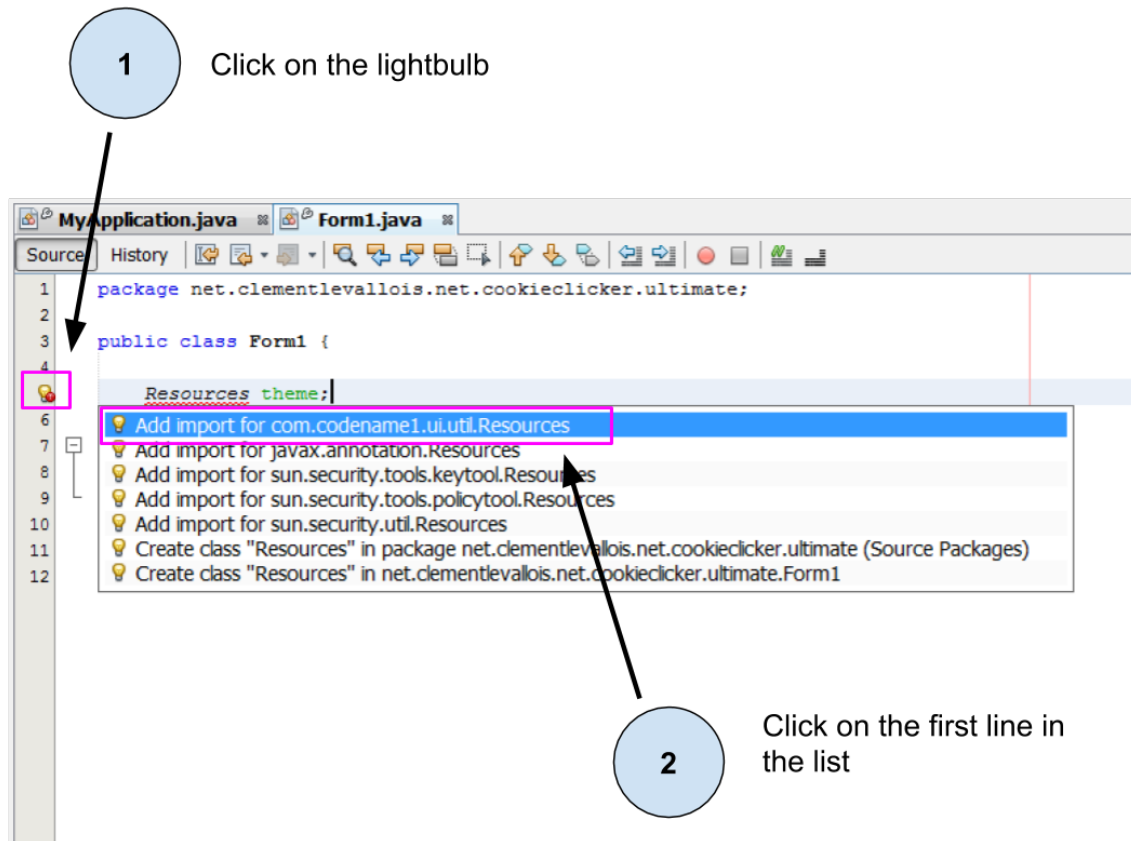 1
Click on the lightbulb
MyApplication.java
Form1.java
Source
History
1 package net.clementlevallois.net.cookieclicker.ultimate;
2
3 public class Form1 {
4
Resources theme;
6
7
8
9
10
11
12
Add import for com.codename1.ui.util.Resources
Add import for javax.annotation.Resources
Add import for sun.security.tools.keytool.Resources
Add import for sun.security.tools.policytool.Resources
Add import for sun.security.util.Resources
Create class "Resources" in package net.clementlevallois.net.cookieclicker.ultimate (Source Packages)
Create class "Resources" in net.clementlevallois.net.cookieclicker.ultimate.Form1
2
Click on the first line in
the list